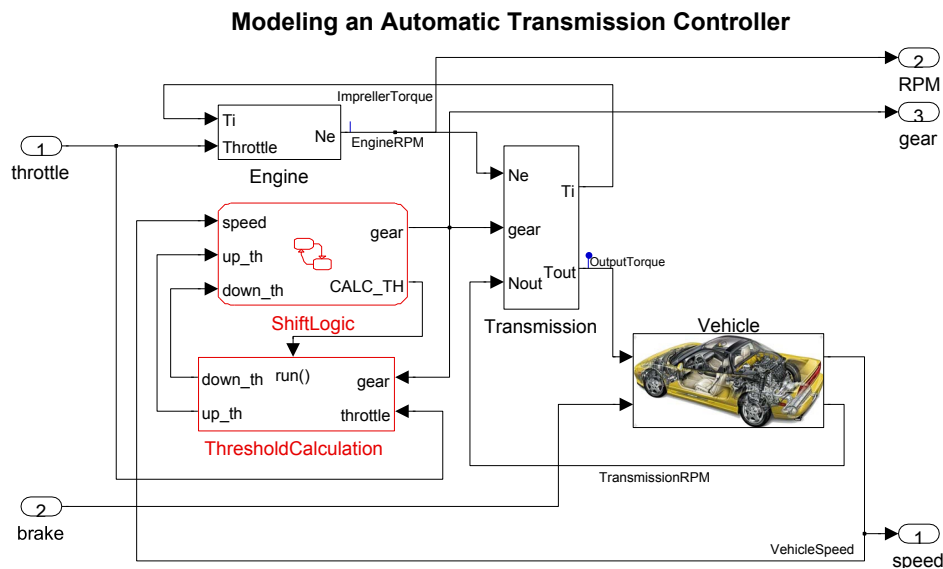 Modeling an Automatic Transmission Controller
2
RPM
ImprellerTorque
Ti
Ne
Throttle
EngineRPM
Engine
3
gear
1
throttle
Ne
Ti
gear
Nout
Tout
OutputTorque
Transmission
speed
gear
up_th
down_th
CALC_TH
ShiftLogic
run()
down_th
gear
up_th
throttle
ThresholdCalculation
Vehicle
TransmissionRPM
2
brake
VehicleSpeed
1
speed